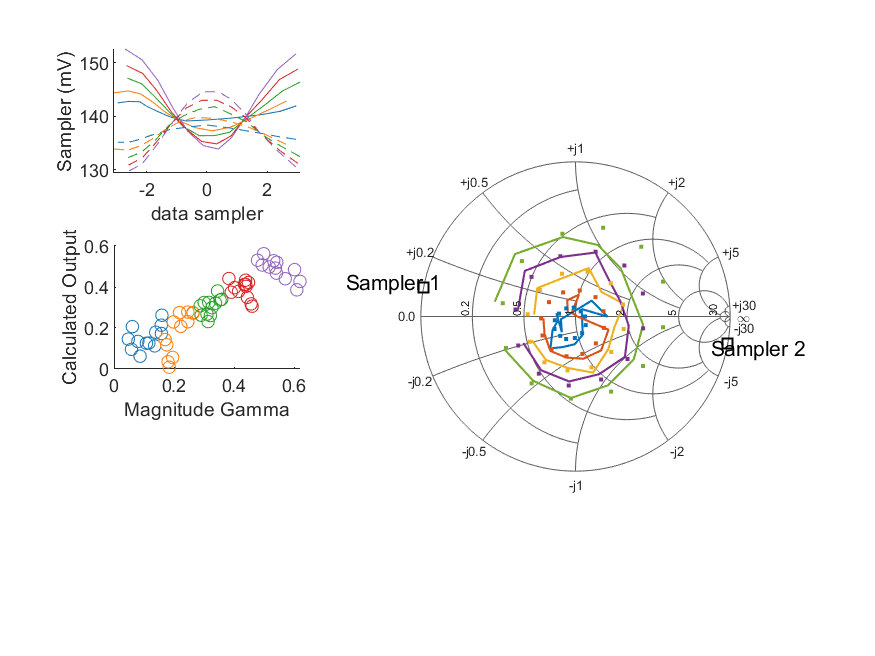 Sampler (mV)
150
140
130
-2
0
2
data sampler
Calculated Output
0.6
0.4
0.2
0
0
0.2
0.4
0.6
Magnitude Gamma
+j1
+j0.5
+j2
+j0.2
+j5
Sampler 1
+j30
0.0
0.2
0.5
1
2
5
30
∞
-j30
Sampler 2
-j0.2
-j5
-j0.5
-j2
-j1